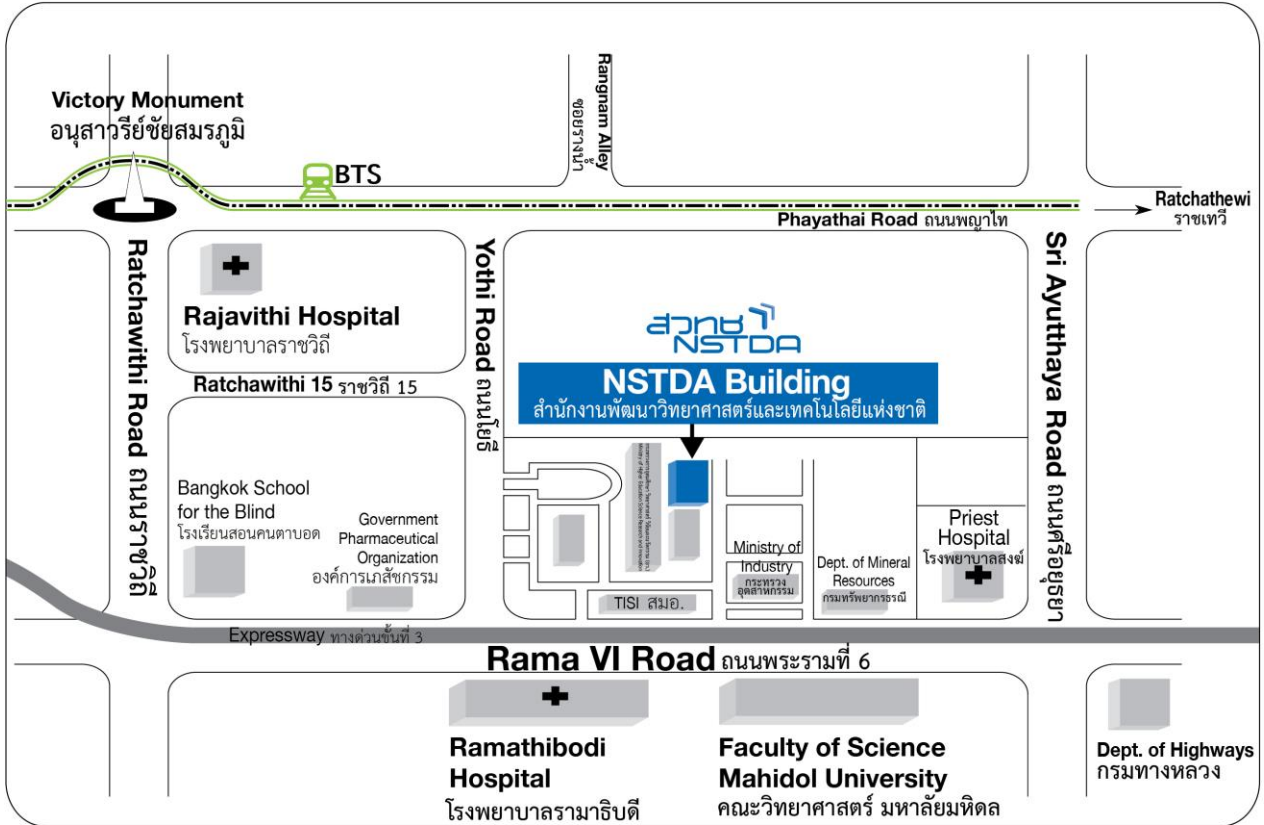 Victory Monument
อนุสาวรีย์ชัยสมรภูมิ
BTS
Rangnam Alley
ซอยรางน้ำ
Ratchathewi
ราชเทวี
Phayathai Road ถนนพญาไท
Ratchawithi Road ถนนราชวิถี
Rajavithi Hospital
โรงพยาบาลราชวิถี
Ratchawithi 15 ราชวิถี 15
Yothi Road ถนนโยธี
สวทช
NSTDA
NSTDA Building
สำนักงานพัฒนาวิทยาศาสตร์และเทคโนโลยีแห่งชาติ
Sri Ayutthaya Road ถนนศรีอยุธยา
Bangkok School
for the Blind
โรงเรียนสอนคนตาบอด
Government
Pharmaceutical
Organization
องค์การเภสัชกรรม
Ministry of Higher Education Science Research and Innovation
TISI สมอ.
Ministry of
Industry
กระทรวง
อุตสาหกรรม
Dept. of Mineral
Resources
กรมทรัพยากรธรณี
Priest
Hospital
โรงพยาบาลสงฆ์
Expressway ทางด่วนขั้นที่ 3
Rama VI Road ถนนพระรามที่ 6
Ramathibodi
Hospital
โรงพยาบาลรามาธิบดี
Faculty of Science
Mahidol University
คณะวิทยาศาสตร์ มหาลัยมหิดล
Dept. of Highways
กรมทางหลวง